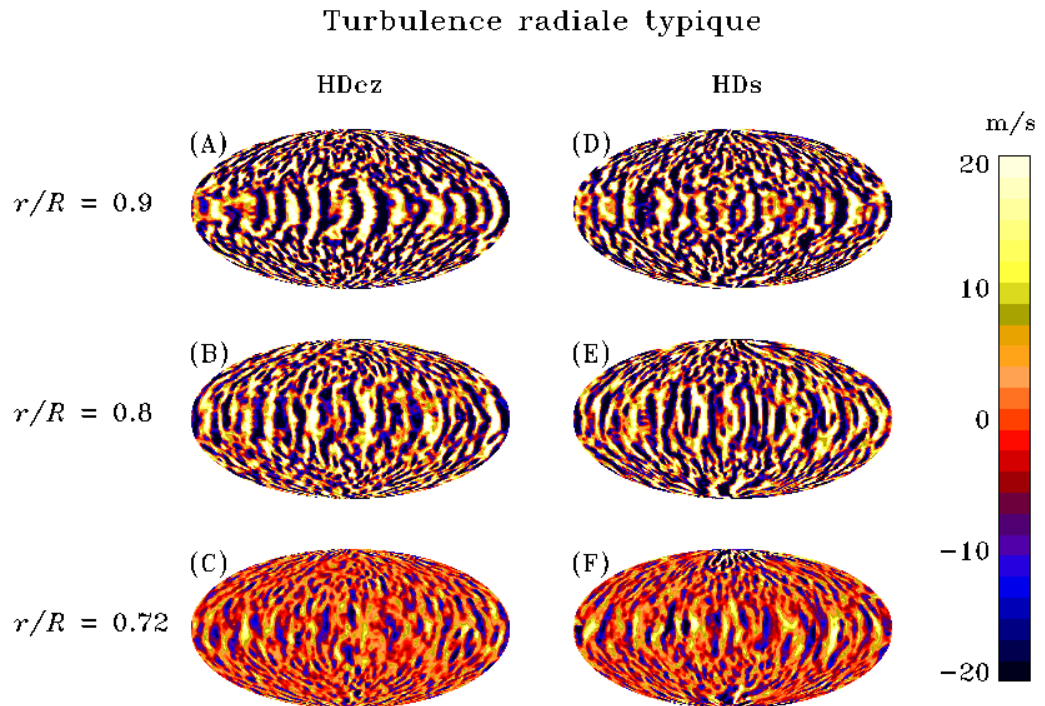 Turbulence radiale typique
HDcz HDs
m/s
(A) (D)
20
r/R = 0.9
10
(B) (E)
r/R = 0.8
0
−10
(C) (F)
r/R = 0.72
−20